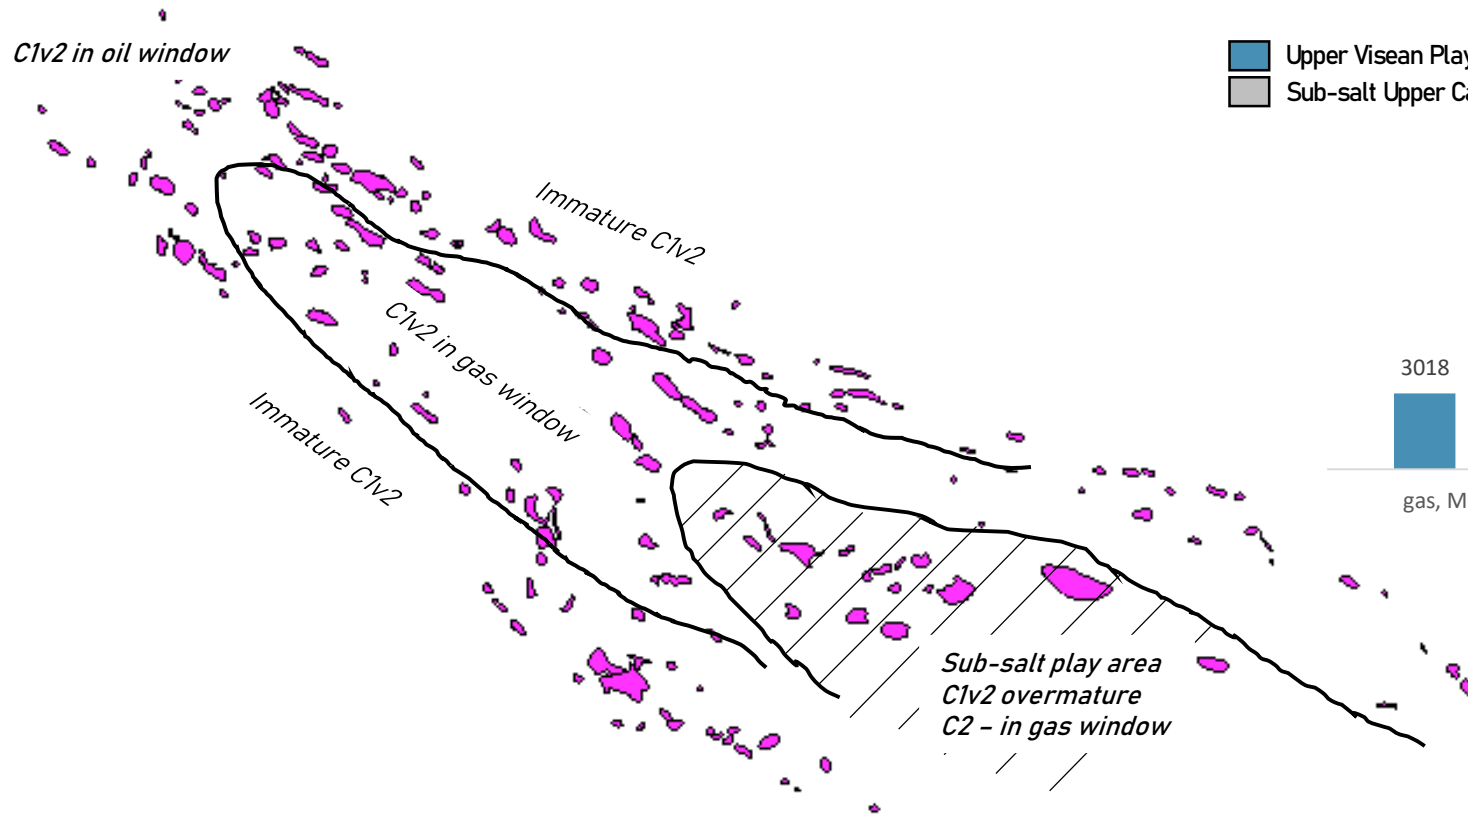 C1v2 in oil window
Upper Visean Play
Sub-salt Upper
Immature C1v2
C1v2 in gas window
Immature C1v2
3018
gas,
Sub-salt play area
C1v2 overmature
C2 – in gas window